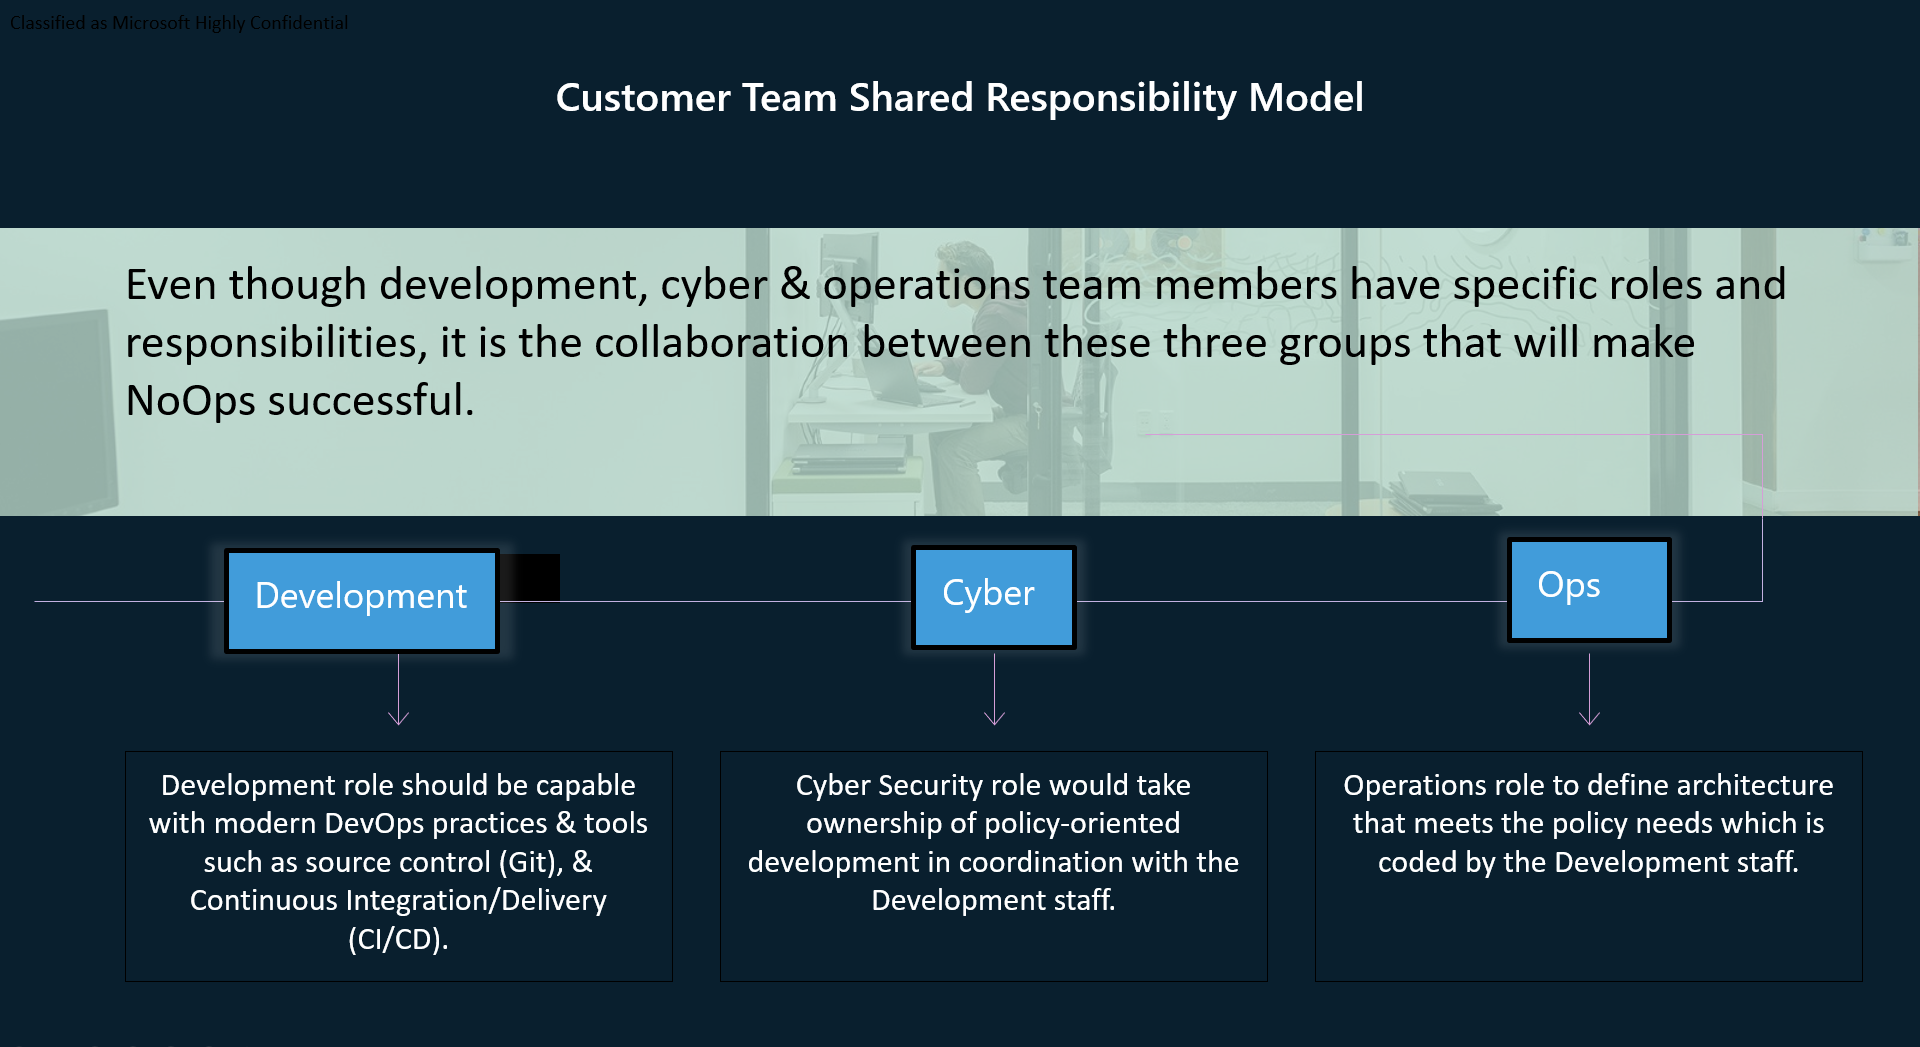 Classified as Microsoft Highly Confidential
Customer Team Shared Responsibility Model
Even though development, cyber & operations team members have specific roles and
responsibilities, it is the collaboration between these three groups that will make
NoOps successful.
Development
Cyber
Ops
Development role should be capable
with modern DevOps practices & tools
such as source control (Git), &
Continuous Integration/Delivery
(CI/CD).
Cyber Security role would take
ownership of policy-oriented
development in coordination with the
Development staff.
Operations role to define architecture
that meets the policy needs which is
coded by the Development staff.